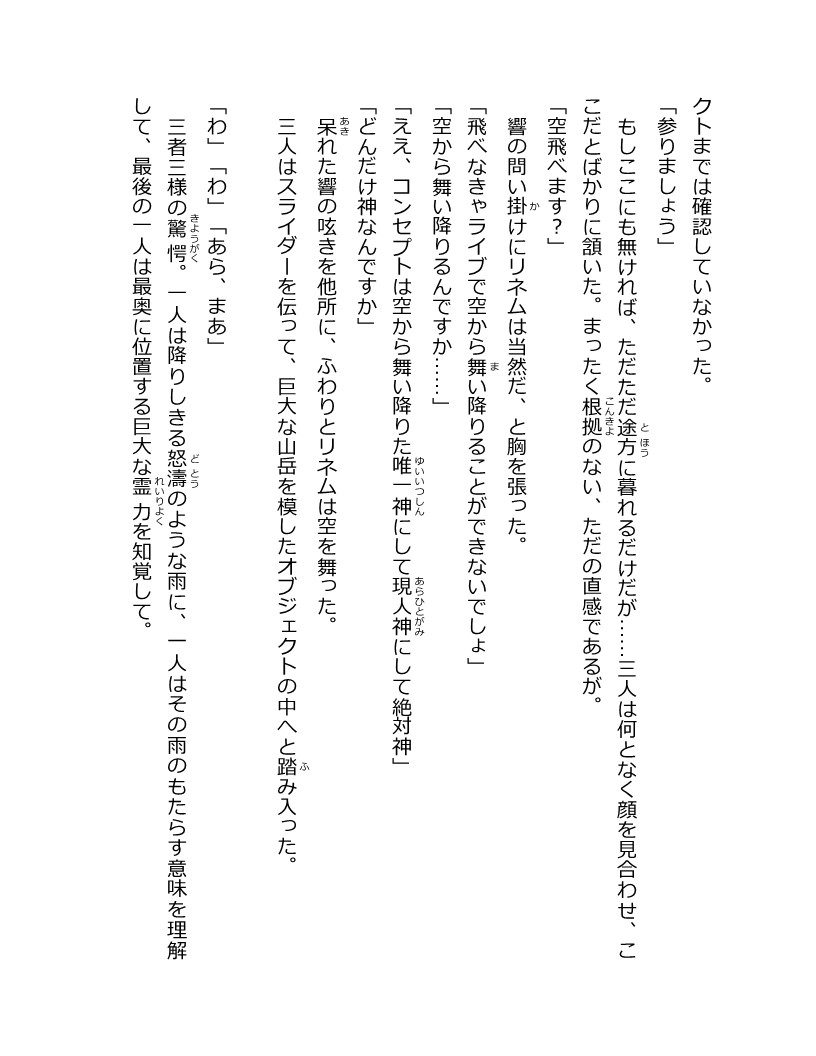 クトまでは確認していなかった。
「参りましょう」
もしここにも無ければ、ただただ途方に暮れるだけだが……三人は何となく顔を見合わせ、こ
こだとばかりに頷いた。まったく根拠のない、ただの直感であるが。
「空飛べます？」
響の問い掛けにリネムは当然だ、と胸を張った。
「飛べなきゃライブで空から舞い降りることができないでしょ」
「空から舞い降りるんですか……」
「ええ、コンセプトは空から舞い降りた唯一神にして現人神にして絶対神」
「どんだけ神なんですか」
呆れた響の呟きを他所に、ふわりとリネムは空を舞った。
三人はスライダーを伝って、巨大な山岳を模したオブジェクトの中へと踏み入った。
「わ」「わ」「あら、まあ」
三者三様の驚愕。一人は降りしきる怒濤のような雨に、一人はその雨のもたらす意味を理解
して、最後の一人は最奥に位置する巨大な霊力を知覚して。